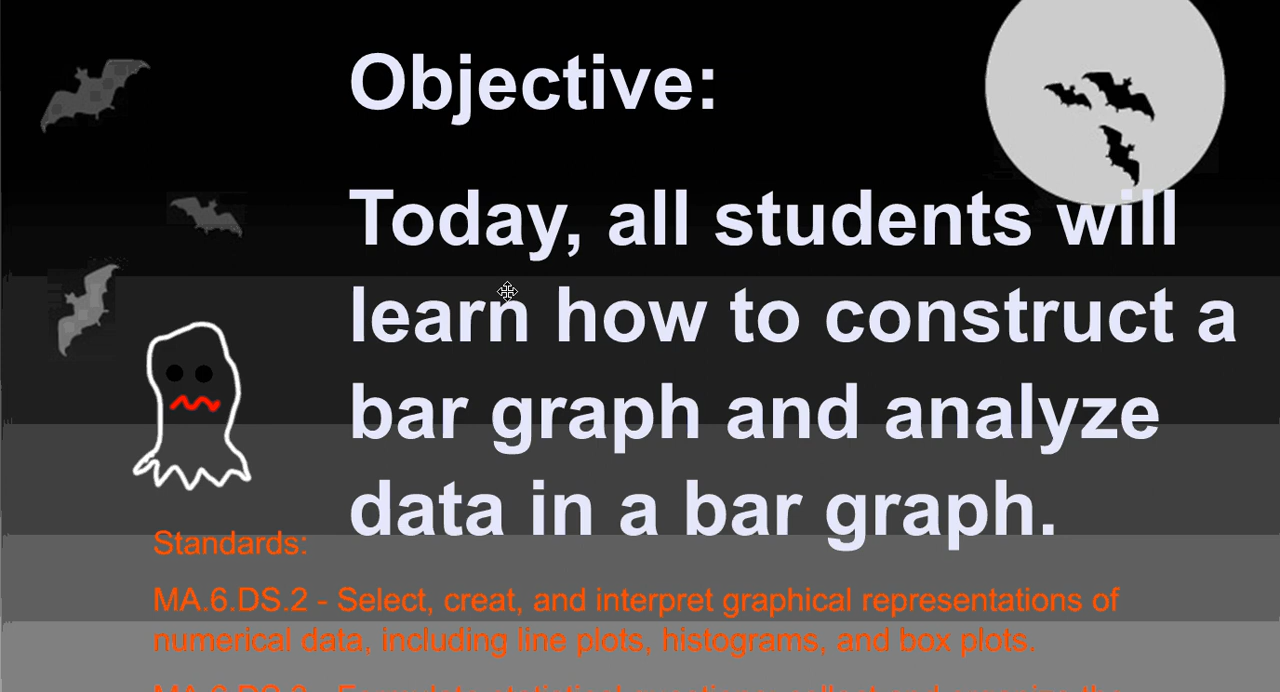 Objective:
Today, all students will
learn how to construct a
bar graph and analyze
data in a bar graph.
Standards:
MA.6.DS.2 - Select, creat, and interpret graphical representations of
numerical data, including line plots, histograms, and box plots.